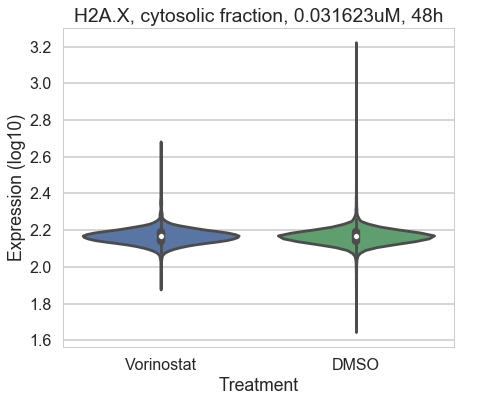 H2A.X, cytosolic fraction, 0.031623uM, 48h
3.2
3.0
2.8
2.6
2.4
2.2
2.0
1.8
1.6
Expression (log10)
Vorinostat DMSO
Treatment